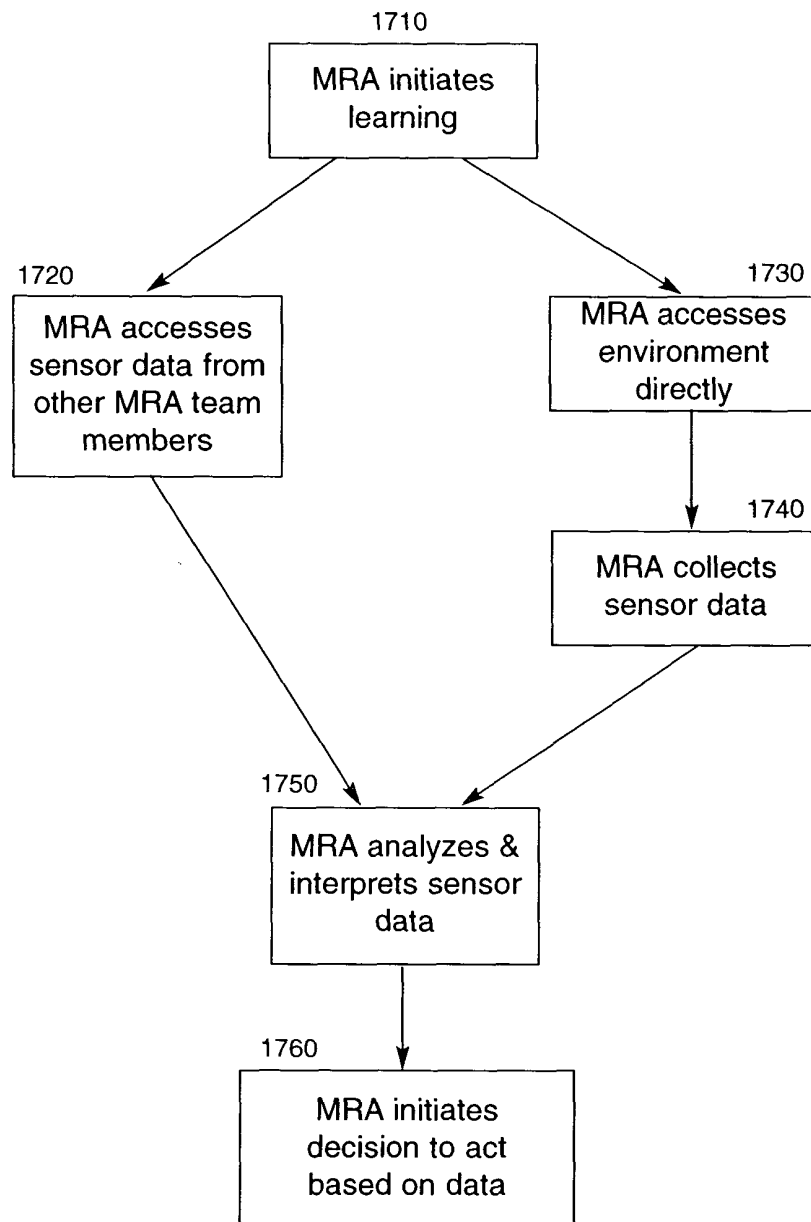 1710
MRA initiates
learning
1720
MRA accesses
sensor data from
other MRA team
members
1730
MRA accesses
environment
directly
1740
MRA collects
sensor data
1750
MRA analyzes &
interprets sensor
data
1760
MRA initiates
decision to act
based on data